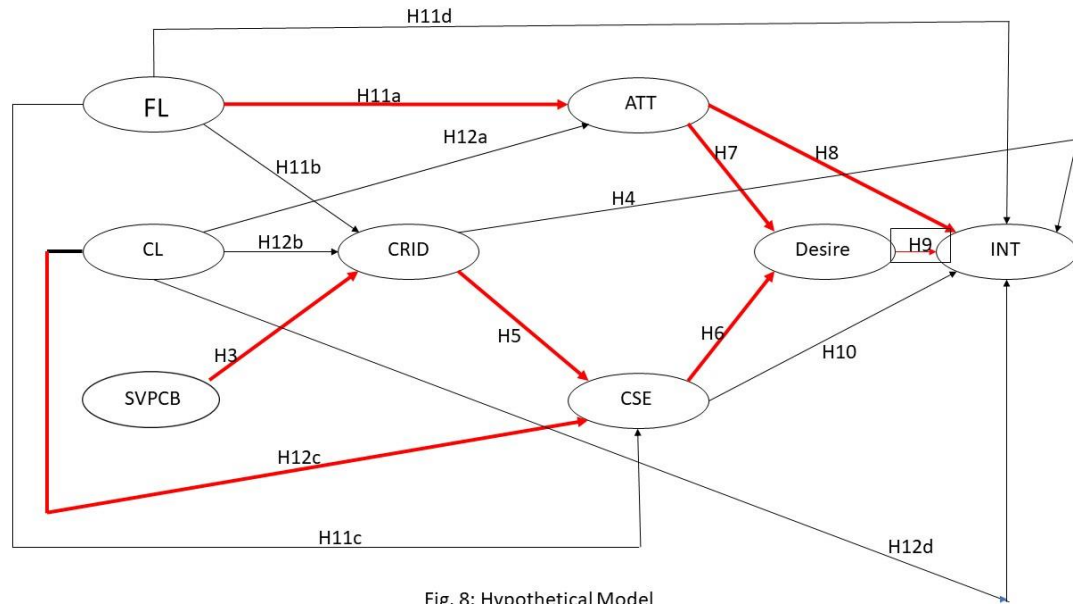 H11d
FL
H11a
ATT
H12a
H7
H8
H11b
H4
CL
H12b
CRID
Desire
H9
INT
H3
H5
H6
H10
SVPCB
CSE
H12c
H11c
H12d
Fig. 8: Hypothetical Model